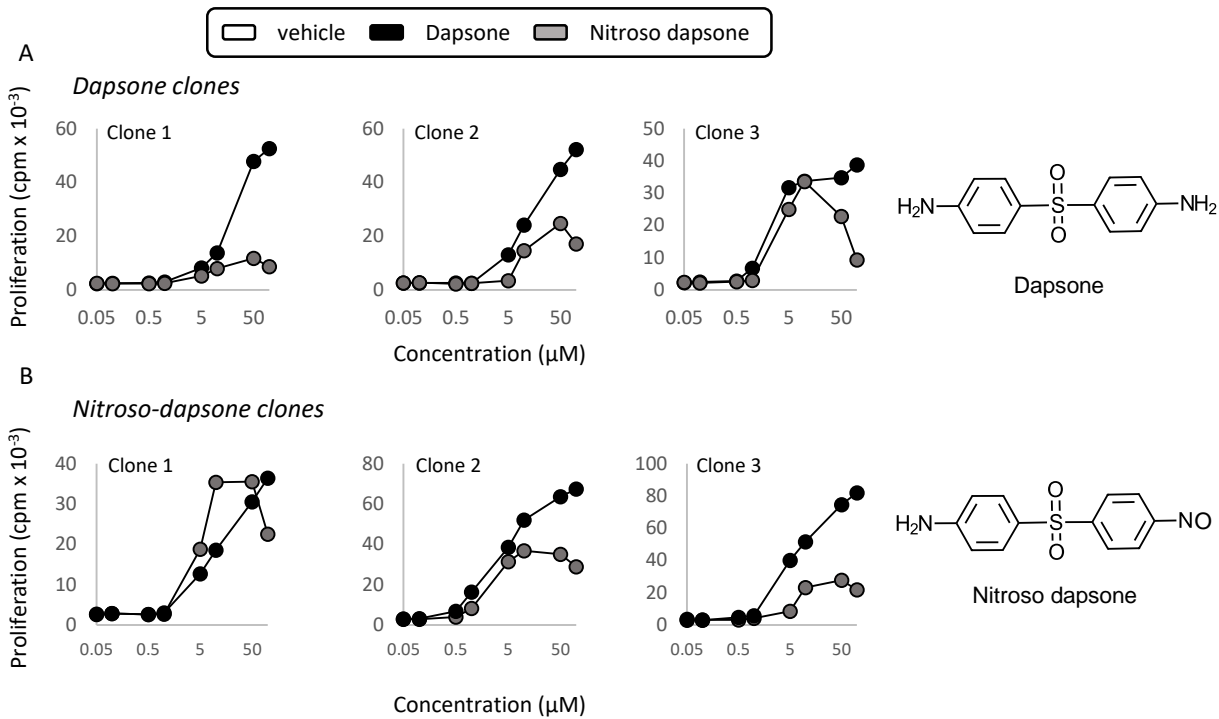 vehicle Dapsone Nitroso dapsone
A
Dapsone clones
Proliferation (cpm x 10⁻³)
Clone 1
60
40
20
0
0.05 0.5 5 50
Clone 2
60
40
20
0
0.05 0.5 5 50
Clone 3
50
40
30
20
10
0
0.05 0.5 5 50
Concentration (µM)
H₂N
O
S
O
NH₂
Dapsone
B
Nitroso-dapsone clones
Proliferation (cpm x 10⁻³)
Clone 1
40
30
20
10
0
0.05 0.5 5 50
Clone 2
80
60
40
20
0
0.05 0.5 5 50
Clone 3
100
80
60
40
20
0
0.05 0.5 5 50
Concentration (µM)
H₂N
O
S
O
NO
Nitroso dapsone